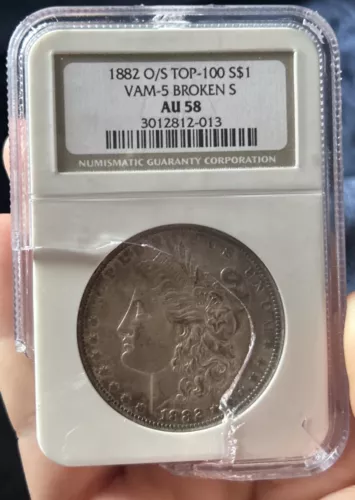 1882 O/S TOP-100 S$1
VAM-5 BROKEN S
AU 58
3012812-013
NUMISMATIC GUARANTY CORPORATION
1882